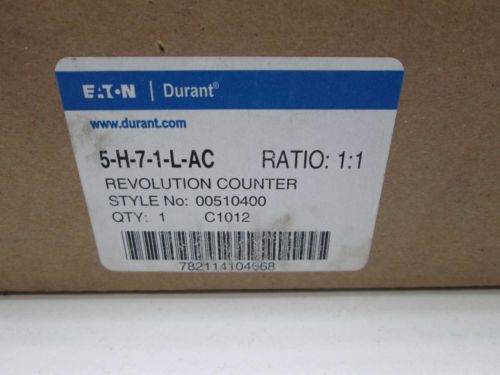 EATON | Durant®
www.durant.com
5-H-7-1-L-AC RATIO: 1:1
REVOLUTION COUNTER
STYLE No: 00510400
QTY: 1 C1012
782114104668